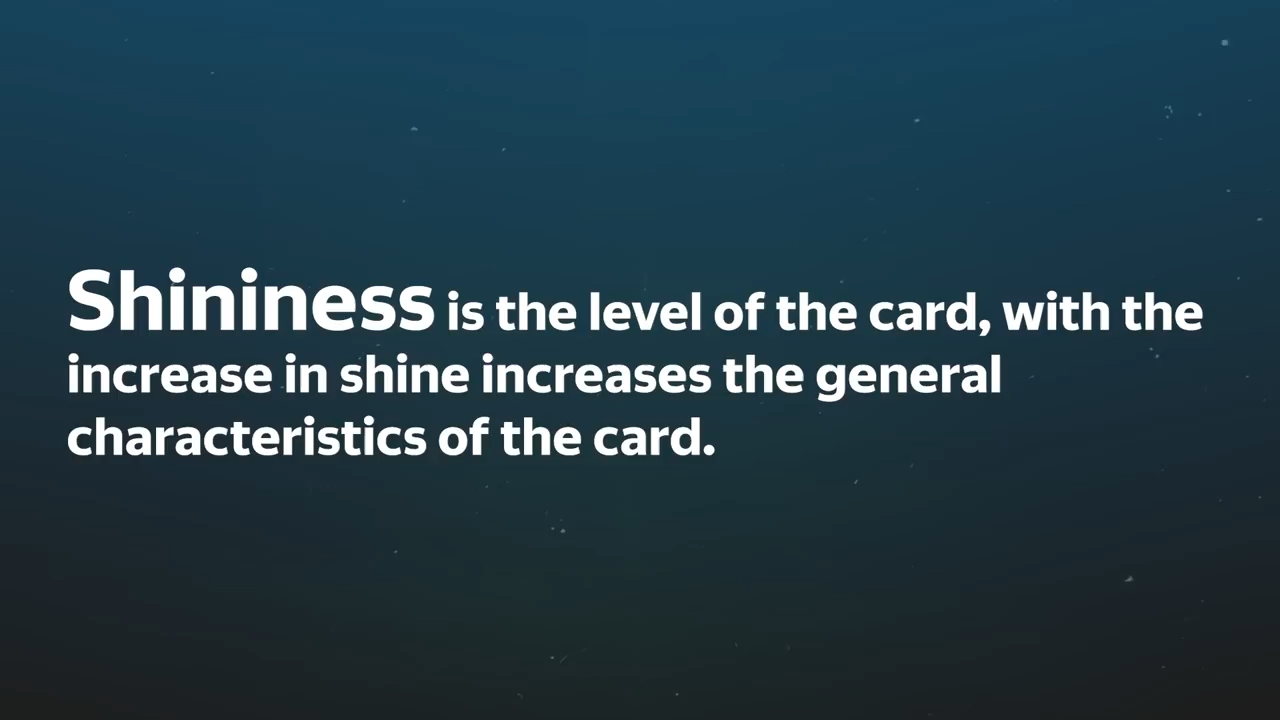 Shininess is the level of the card, with the
increase in shine increases the general
characteristics of the card.